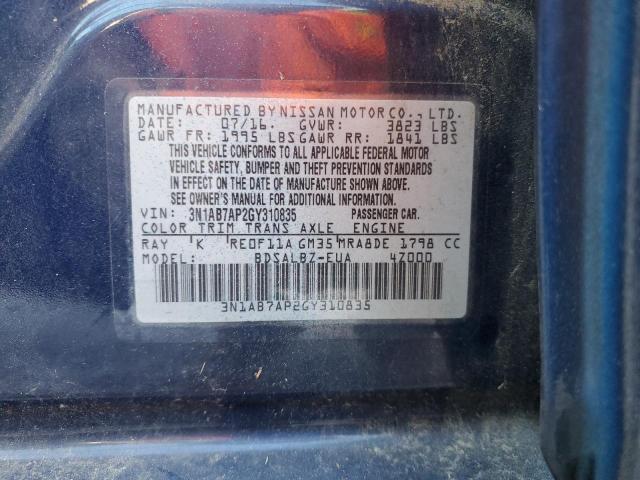 MANUFACTURED BY NISSAN MOTOR CO., LTD.
DATE: 07/16. GVWR: 3823 LBS
GAWR FR: 1995 LBS GAWR RR: 1841 LBS
THIS VEHICLE CONFORMS TO ALL APPLICABLE FEDERAL MOTOR
VEHICLE SAFETY, BUMPER AND THEFT PREVENTION STANDARDS
IN EFFECT ON THE DATE OF MANUFACTURE SHOWN ABOVE.
SEE OWNER'S MANUAL FOR ADDITIONAL INFORMATION.
VIN: 3N1AB7AP2GY310835 PASSENGER CAR.
COLOR TRIM TRANS AXLE ENGINE
RAY K RE0F11A GM35 MRA8DE 1798 CC
MODEL: BDSALBZ-EUA 4Z000
3N1AB7AP2GY310835